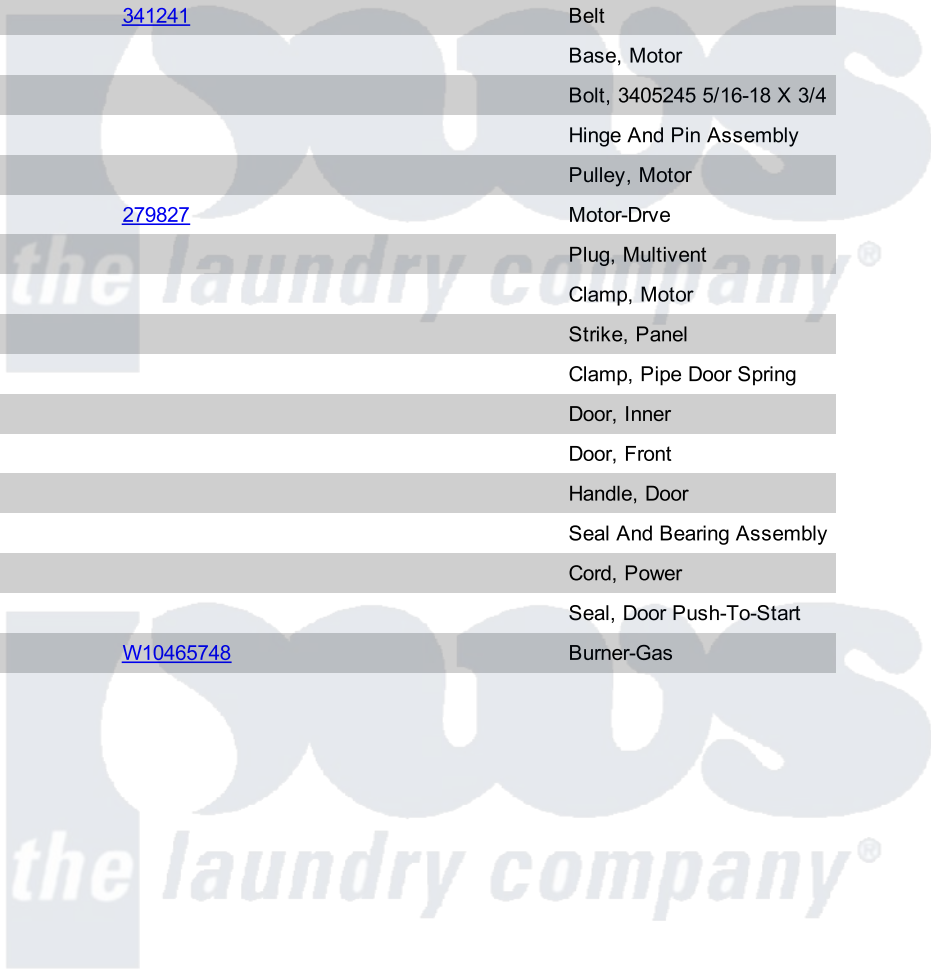 341241 Belt
Base, Motor
Bolt, 3405245 5/16-18 X 3/4
Hinge And Pin Assembly
Pulley, Motor
279827 Motor-Drve
Plug, Multivent
the laundry company®
Clamp, Motor
Strike, Panel
Clamp, Pipe Door Spring
Door, Inner
Door, Front
Handle, Door
Seal And Bearing Assembly
Cord, Power
Seal, Door Push-To-Start
W10465748 Burner-Gas
pws
the laundry company®